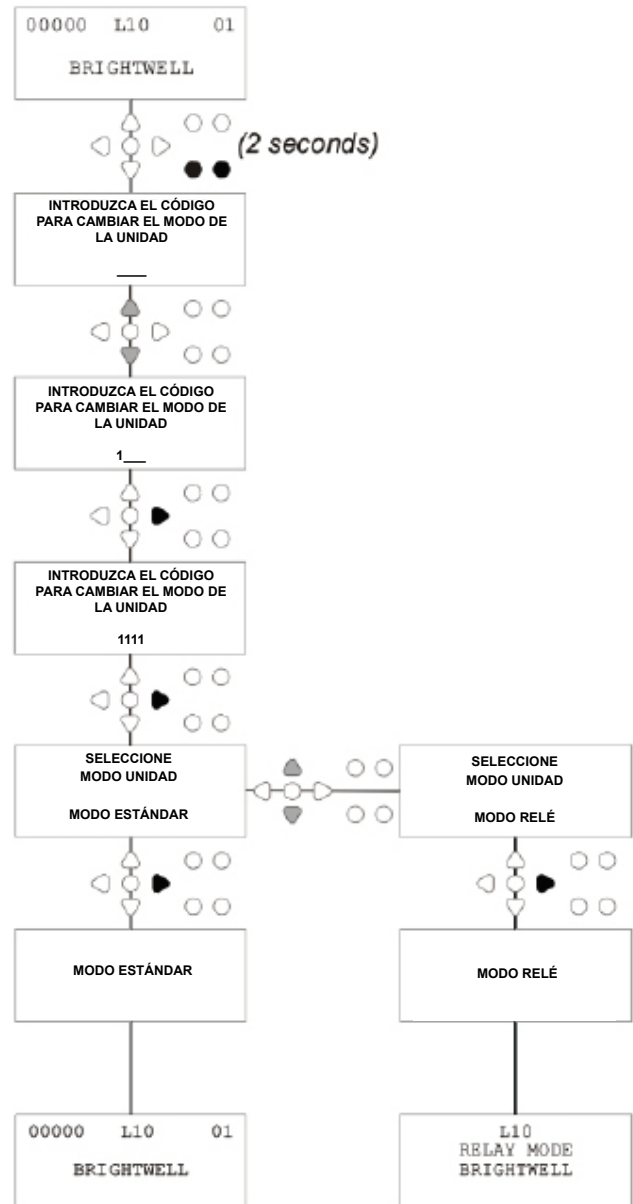 00000 L10 01
BRIGHTWELL
(2 seconds)
INTRODUZCA EL CÓDIGO
PARA CAMBIAR EL MODO DE
LA UNIDAD
____
INTRODUZCA EL CÓDIGO
PARA CAMBIAR EL MODO DE
LA UNIDAD
1___
INTRODUZCA EL CÓDIGO
PARA CAMBIAR EL MODO DE
LA UNIDAD
1111
SELECCIONE
MODO UNIDAD
MODO ESTÁNDAR
SELECCIONE
MODO UNIDAD
MODO RELÉ
MODO ESTÁNDAR
MODO RELÉ
00000 L10 01
BRIGHTWELL
L10
RELAY MODE
BRIGHTWELL